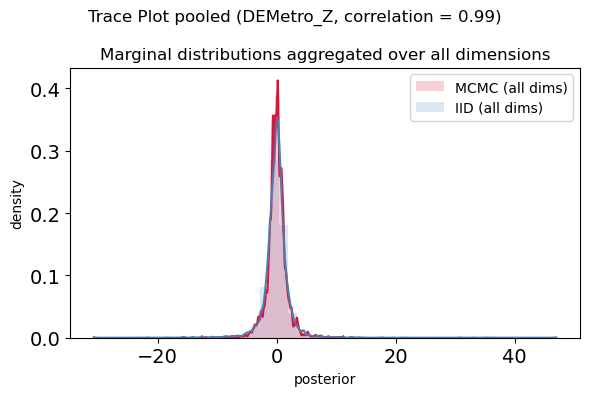 Trace Plot pooled (DEMetro_Z, correlation = 0.99)
Marginal distributions aggregated over all dimensions
MCMC (all dims)
IID (all dims)
density
0.4
0.3
0.2
0.1
0.0
−20
0
20
40
posterior